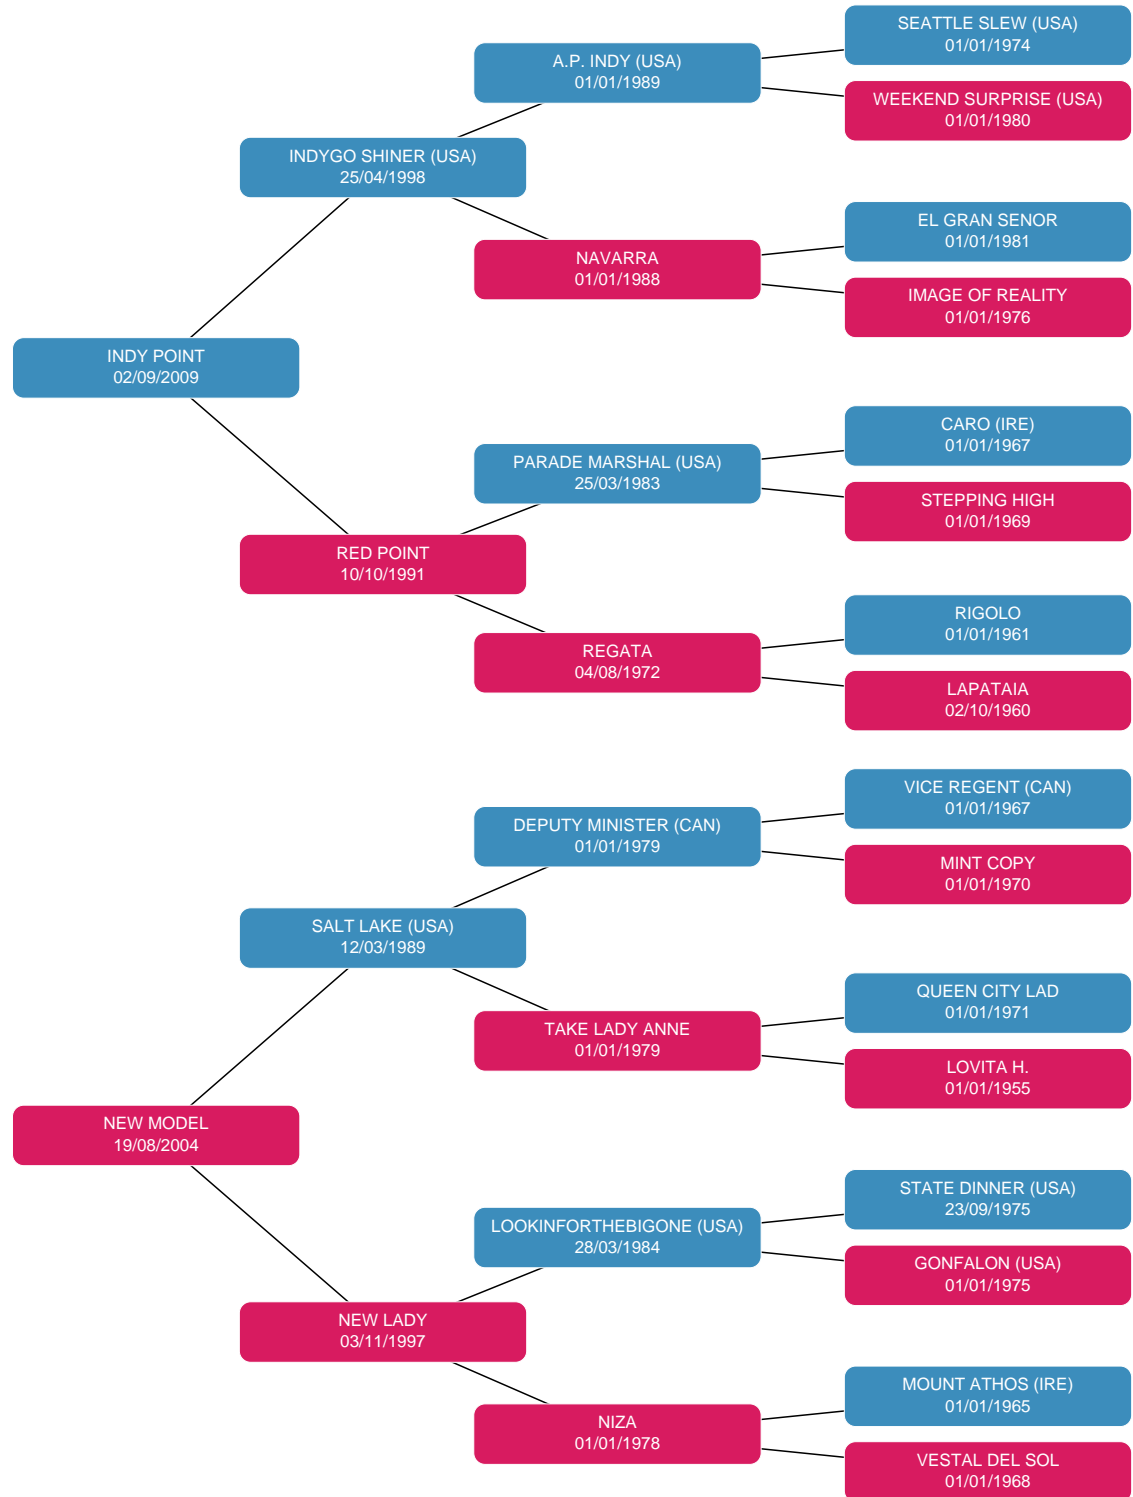 SEATTLE SLEW (USA)
01/01/1974
A.P. INDY (USA)
01/01/1989
WEEKEND SURPRISE (USA)
01/01/1980
INDYGO SHINER (USA)
25/04/1998
EL GRAN SENOR
01/01/1981
NAVARRA
01/01/1988
IMAGE OF REALITY
01/01/1976
INDY POINT
02/09/2009
CARO (IRE)
01/01/1967
PARADE MARSHAL (USA)
25/03/1983
STEPPING HIGH
01/01/1969
RED POINT
10/10/1991
RIGOLO
01/01/1961
REGATA
04/08/1972
LAPATAIA
02/10/1960
VICE REGENT (CAN)
01/01/1967
DEPUTY MINISTER (CAN)
01/01/1979
MINT COPY
01/01/1970
SALT LAKE (USA)
12/03/1989
QUEEN CITY LAD
01/01/1971
TAKE LADY ANNE
01/01/1979
LOVITA H.
01/01/1955
NEW MODEL
19/08/2004
STATE DINNER (USA)
23/09/1975
LOOKINFORTHEBIGONE (USA)
28/03/1984
GONFALON (USA)
01/01/1975
NEW LADY
03/11/1997
MOUNT ATHOS (IRE)
01/01/1965
NIZA
01/01/1978
VESTAL DEL SOL
01/01/1968